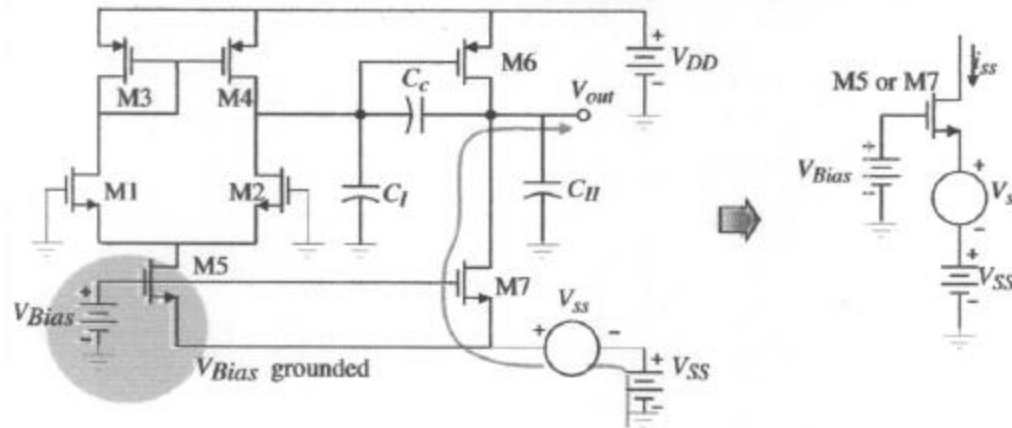 M3
M4
M6
V_DD
C_c
V_out
M1
M2
C_I
C_II
M5
M7
V_Bias
V_Bias grounded
V_ss
V_SS
M5 or M7
i_ss
V_Bias
V_SS